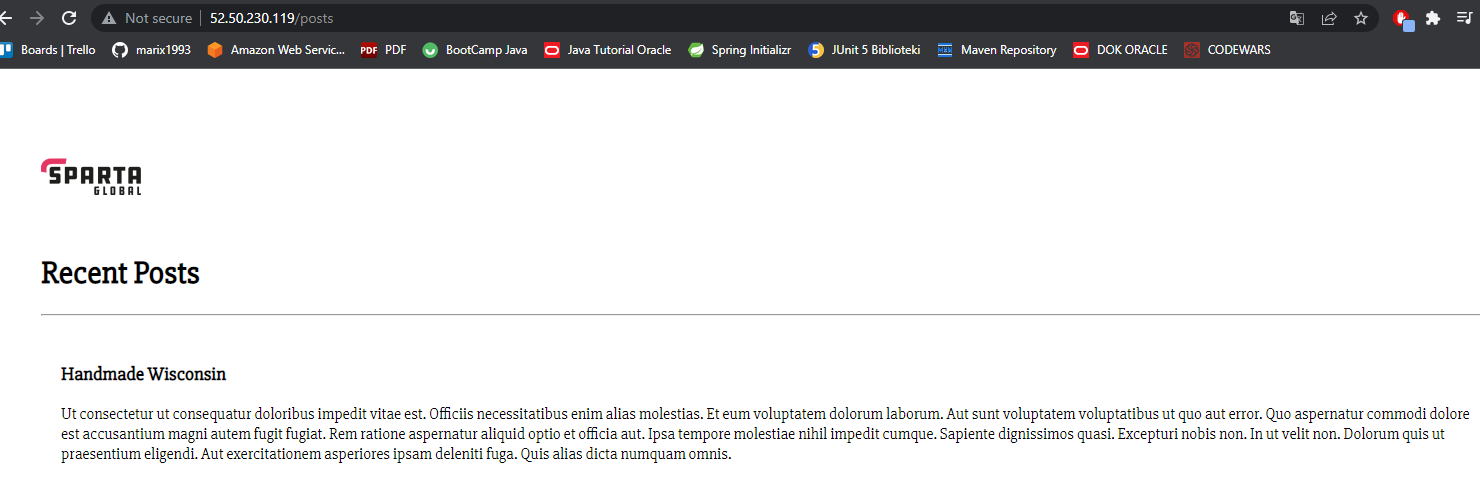 Not secure 52.50.230.119/posts
Boards | Trello marix1993 Amazon Web Servic... PDF PDF BootCamp Java Java Tutorial Oracle Spring Initializr 5 JUnit 5 Biblioteki Maven Repository DOK ORACLE CODEWARS
SPARTA
GLOBAL
Recent Posts
Handmade Wisconsin
Ut consectetur ut consequatur doloribus impedit vitae est. Officiis necessitatibus enim alias molestias. Et eum voluptatem dolorum laborum. Aut sunt voluptatem voluptatibus ut quo aut error. Quo aspernatur commodi dolore
est accusantium magni autem fugit fugiat. Rem ratione aspernatur aliquid optio et officia aut. Ipsa tempore molestiae nihil impedit cumque. Sapiente dignissimos quasi. Excepturi nobis non. In ut velit non. Dolorum quis ut
praesentium eligendi. Aut exercitationem asperiores ipsam deleniti fuga. Quis alias dicta numquam omnis.